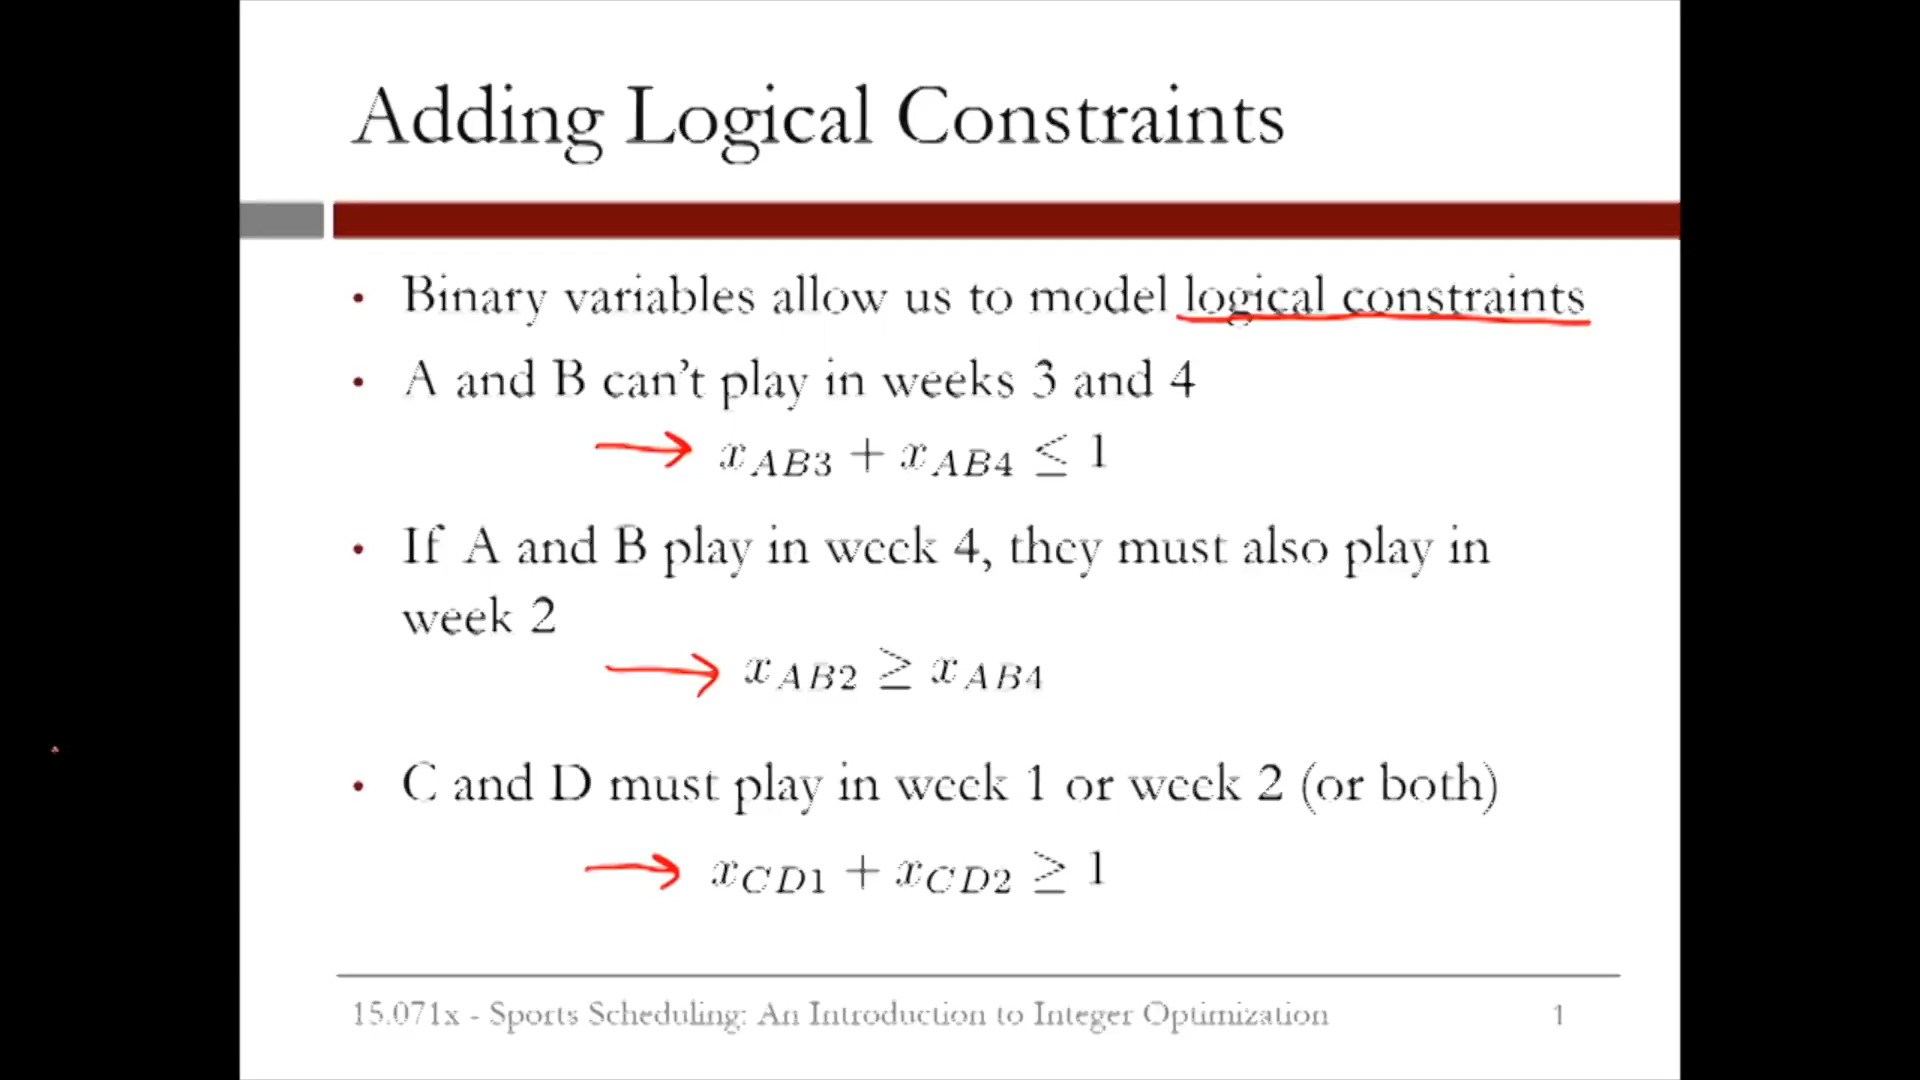 Adding Logical Constraints
• Binary variables allow us to model logical constraints
• A and B can’t play in weeks 3 and 4
x_{AB3} + x_{AB4} ≤ 1
• If A and B play in week 4, they must also play in
week 2
x_{AB2} ≥ x_{AB4}
• C and D must play in week 1 or week 2 (or both)
x_{CD1} + x_{CD2} ≥ 1
15.071x - Sports Scheduling: An Introduction to Integer Optimization 1